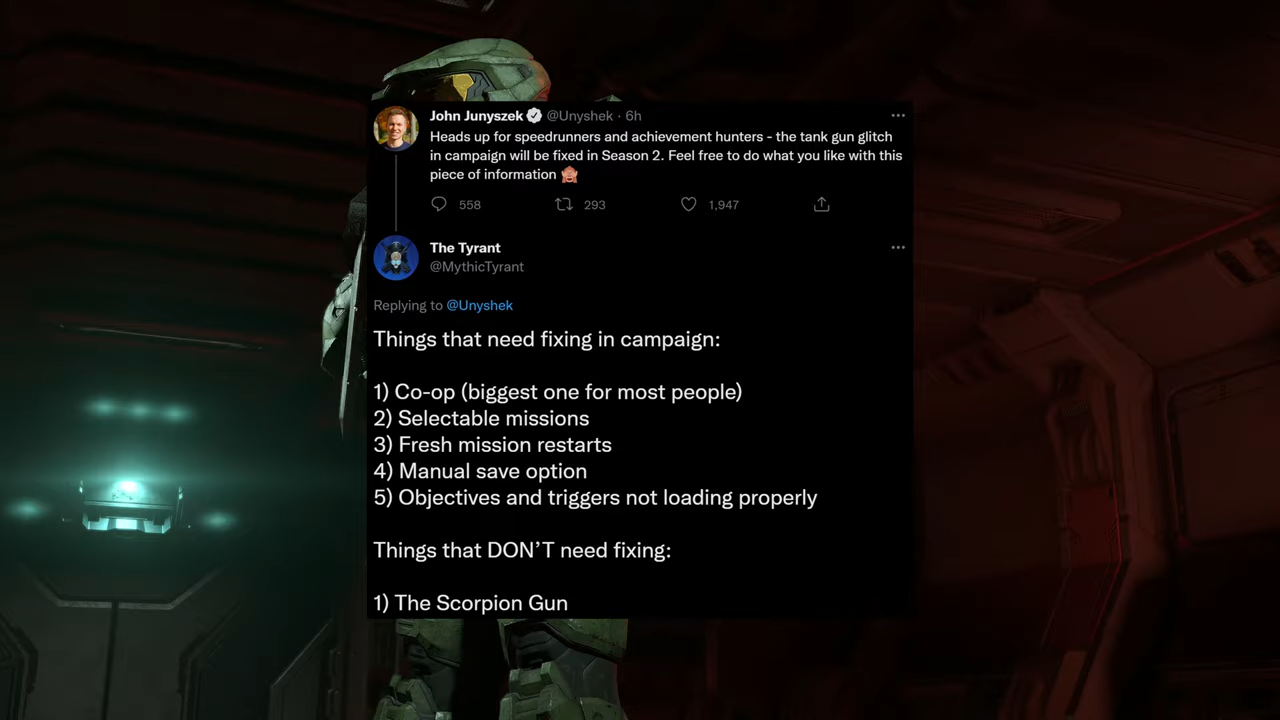 John Junyszek @Unyshek · 6h
Heads up for speedrunners and achievement hunters - the tank gun glitch
in campaign will be fixed in Season 2. Feel free to do what you like with this
piece of information 🙈
558 293 1,947
The Tyrant
@MythicTyrant
Replying to @Unyshek
Things that need fixing in campaign:
1) Co-op (biggest one for most people)
2) Selectable missions
3) Fresh mission restarts
4) Manual save option
5) Objectives and triggers not loading properly
Things that DON’T need fixing:
1) The Scorpion Gun